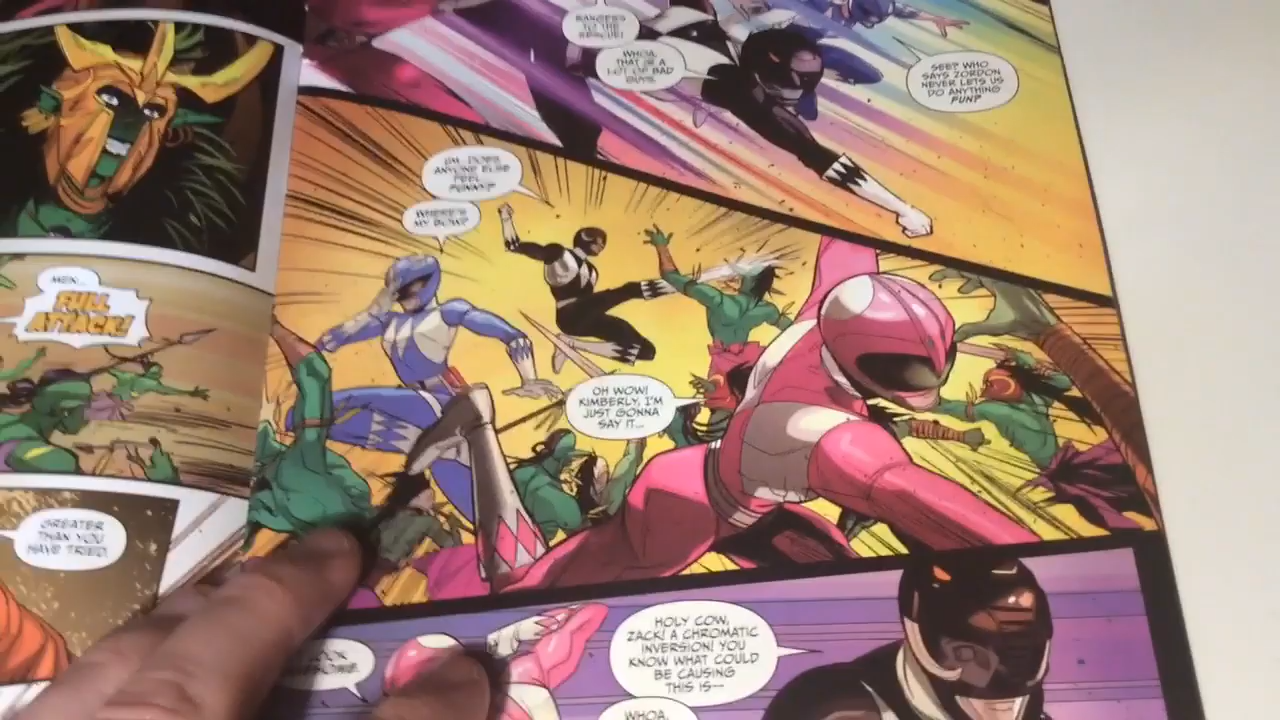 MEK...
FULL
ATTACK!
GREATER
THAN YOU
HAVE TRIED.
RANGERS
TO THE
RESCUE!
WHOA.
THAT IS A
LOT OF BAD
GUYS.
SEE? WHO
SAYS ZORDON
NEVER LETS US
DO ANYTHING
FUN?
UM, DOES
ANYONE ELSE
FEEL...
FUNNY?
WHERE'S
MY BOW?
OH WOW!
KIMBERLY, I'M
JUST GONNA
SAY IT...
HOLY COW,
ZACK! A CHROMATIC
INVERSION! YOU
KNOW WHAT COULD
BE CAUSING
THIS IS--
WHOA,